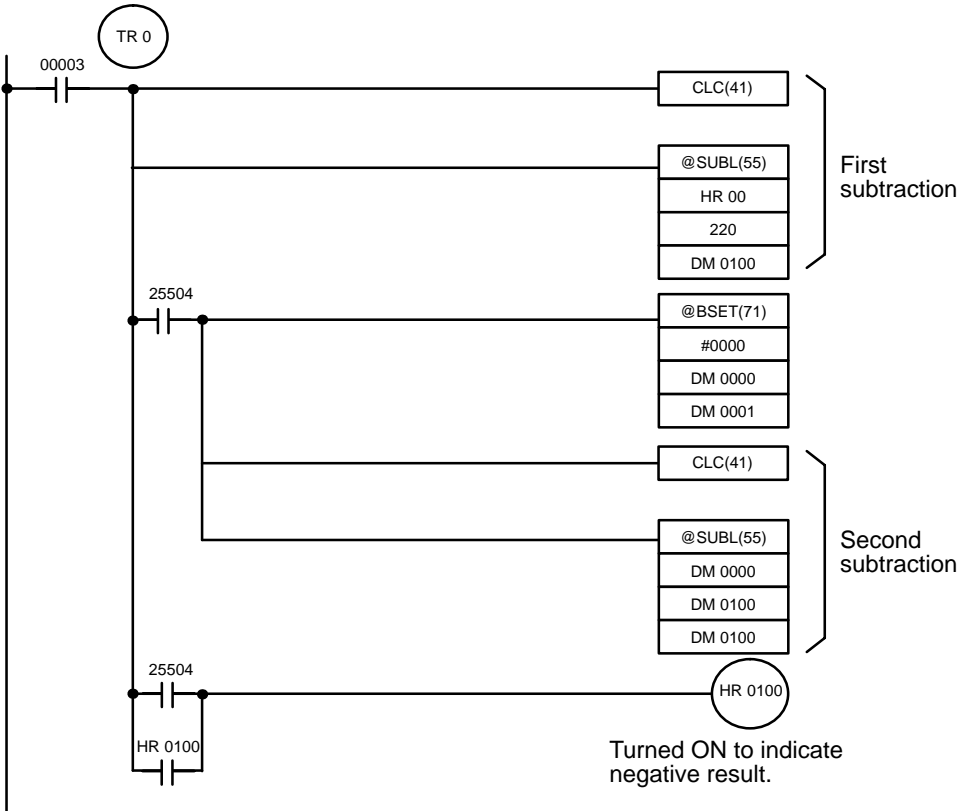 TR 0
00003
CLC(41)
@SUBL(55)
HR 00
220
DM 0100
First
subtraction
25504
@BSET(71)
#0000
DM 0000
DM 0001
CLC(41)
@SUBL(55)
DM 0000
DM 0100
DM 0100
Second
subtraction
25504
HR 0100
HR 0100
Turned ON to indicate
negative result.